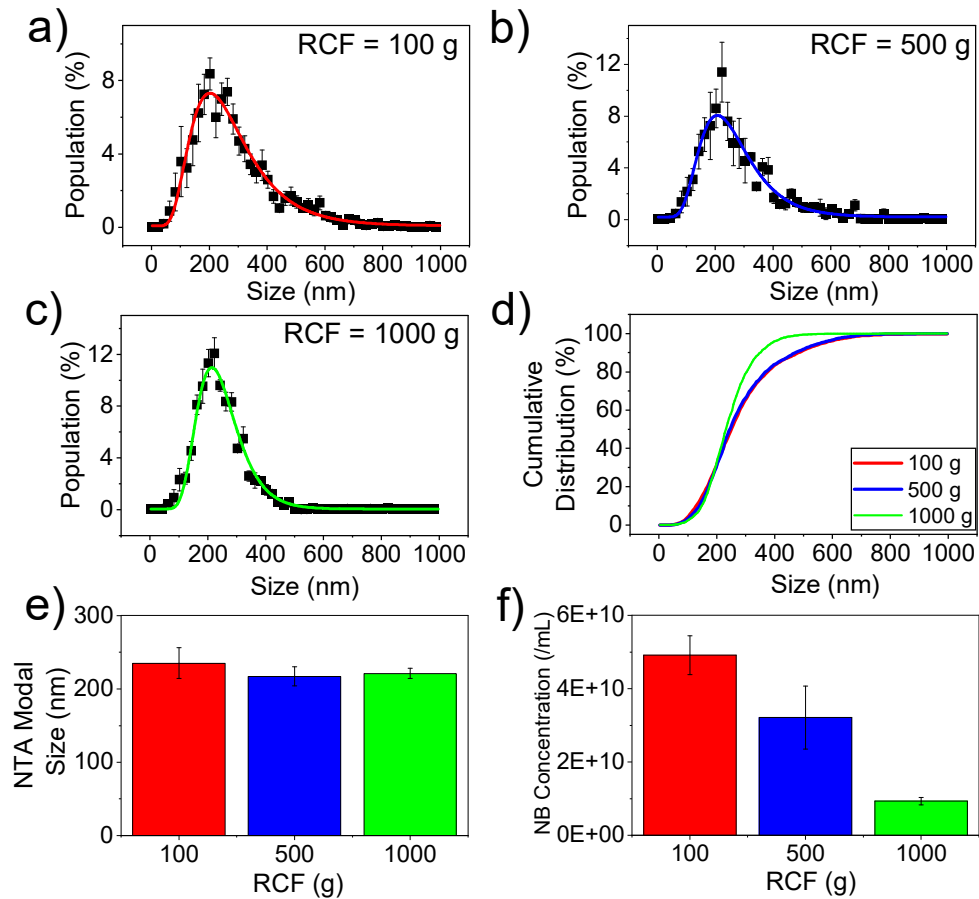 a)
RCF = 100 g
Population (%)
8
4
0
0 200 400 600 800 1000
Size (nm)
b)
RCF = 500 g
Population (%)
12
8
4
0
0 200 400 600 800 1000
Size (nm)
c)
RCF = 1000 g
Population (%)
12
8
4
0
0 200 400 600 800 1000
Size (nm)
d)
Cumulative
Distribution (%)
100
80
60
40
20
0
100 g
500 g
1000 g
0 200 400 600 800 1000
Size (nm)
e)
NTA Modal
Size (nm)
300
200
100
0
100 500 1000
RCF (g)
f)
NB Concentration (/mL)
6E+10
4E+10
2E+10
0E+00
100 500 1000
RCF (g)